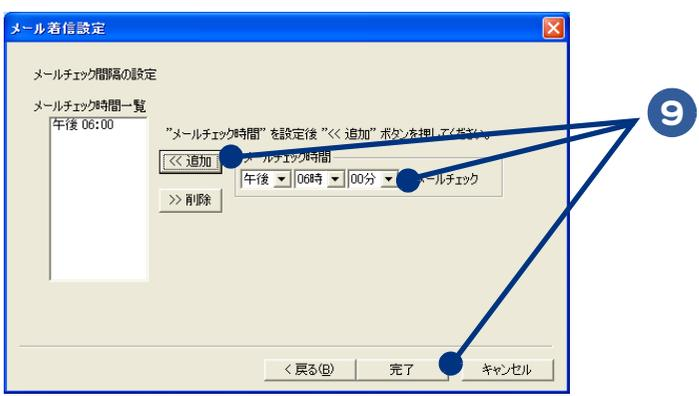 メール着信設定
メールチェック間隔の設定
メールチェック時間一覧
午後 06:00
"メールチェック時間" を設定後 "<< 追加" ボタンを押してください。
<< 追加
メールチェック時間
午後 06時 00分 メールチェック
>> 削除
< 戻る(B) 完了 キャンセル
9